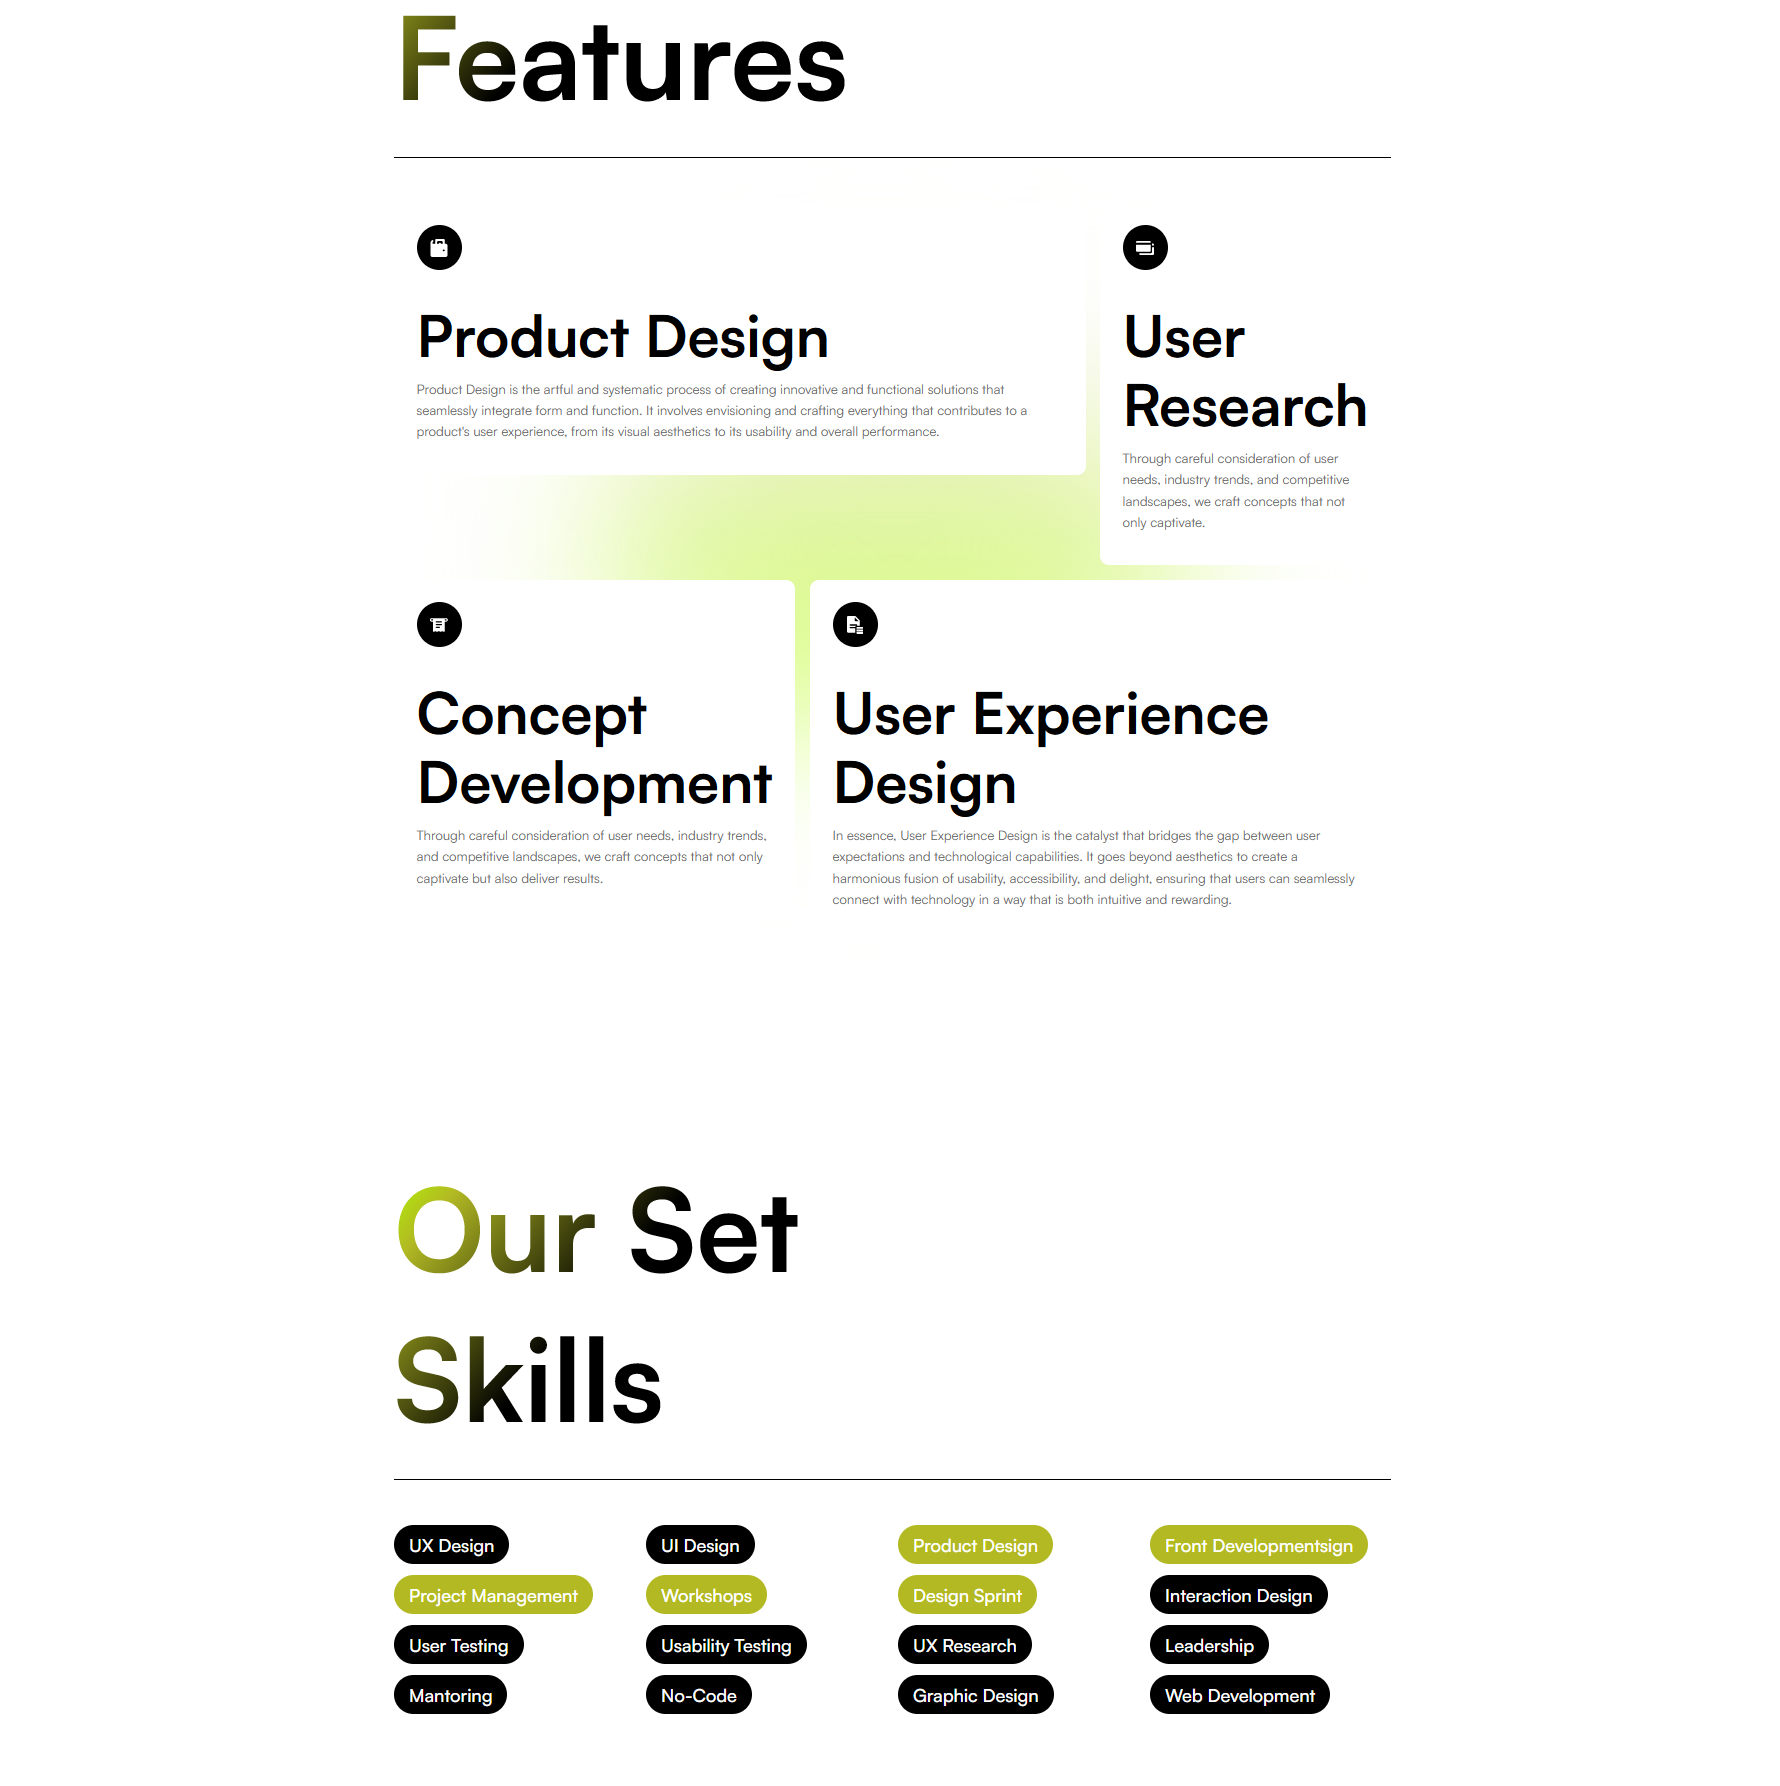 Features
Product Design
Product Design is the artful and systematic process of creating innovative and functional solutions that
seamlessly integrate form and function. It involves envisioning and crafting everything that contributes to a
product's user experience, from its visual aesthetics to its usability and overall performance.
User
Research
Through careful consideration of user
needs, industry trends, and competitive
landscapes, we craft concepts that not
only captivate.
Concept
Development
Through careful consideration of user needs, industry trends,
and competitive landscapes, we craft concepts that not only
captivate but also deliver results.
User Experience
Design
In essence, User Experience Design is the catalyst that bridges the gap between user
expectations and technological capabilities. It goes beyond aesthetics to create a
harmonious fusion of usability, accessibility, and delight, ensuring that users can seamlessly
connect with technology in a way that is both intuitive and rewarding.
Our Set
Skills
UX Design
UI Design
Product Design
Front Developmentsign
Project Management
Workshops
Design Sprint
Interaction Design
User Testing
Usability Testing
UX Research
Leadership
Mantoring
No-Code
Graphic Design
Web Development